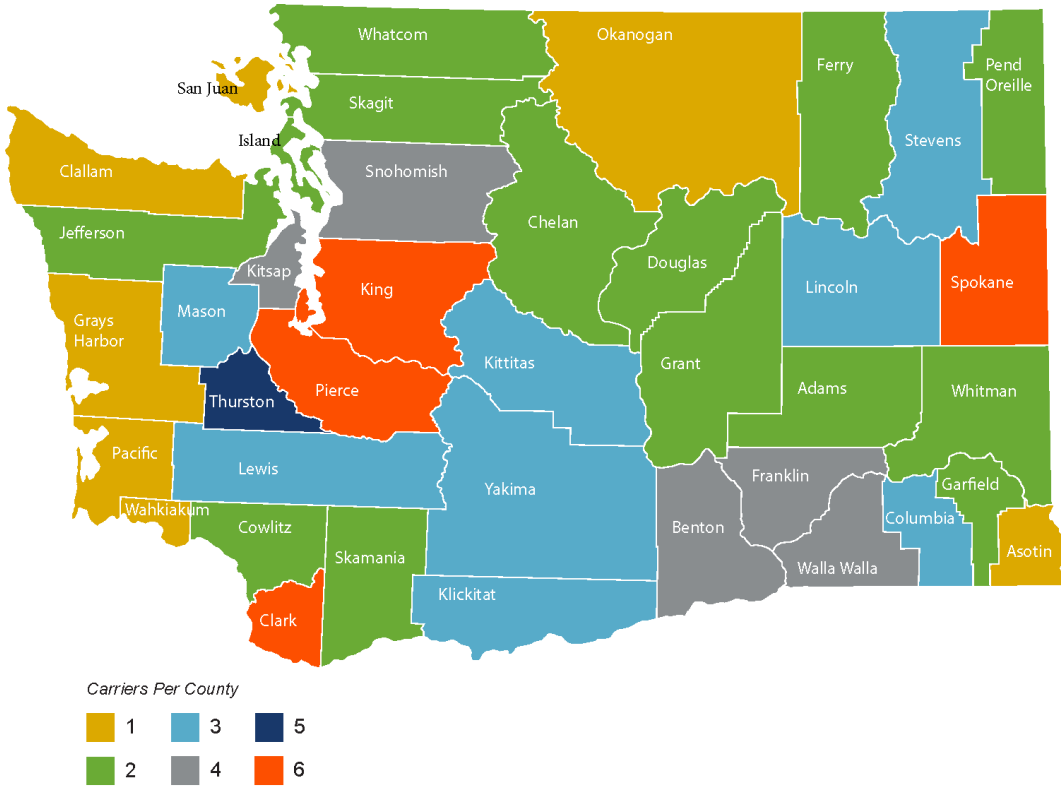 Whatcom
Okanogan
Ferry
Pend
Oreille
San Juan
Skagit
Stevens
Island
Clallam
Snohomish
Chelan
Jefferson
Douglas
Kitsap
King
Lincoln
Spokane
Mason
Grays
Harbor
Kittitas
Grant
Adams
Whitman
Pierce
Thurston
Pacific
Lewis
Yakima
Franklin
Garfield
Wahkiakum
Cowlitz
Benton
Columbia
Skamania
Asotin
Walla Walla
Klickitat
Clark
Carriers Per County
1
3
5
2
4
6